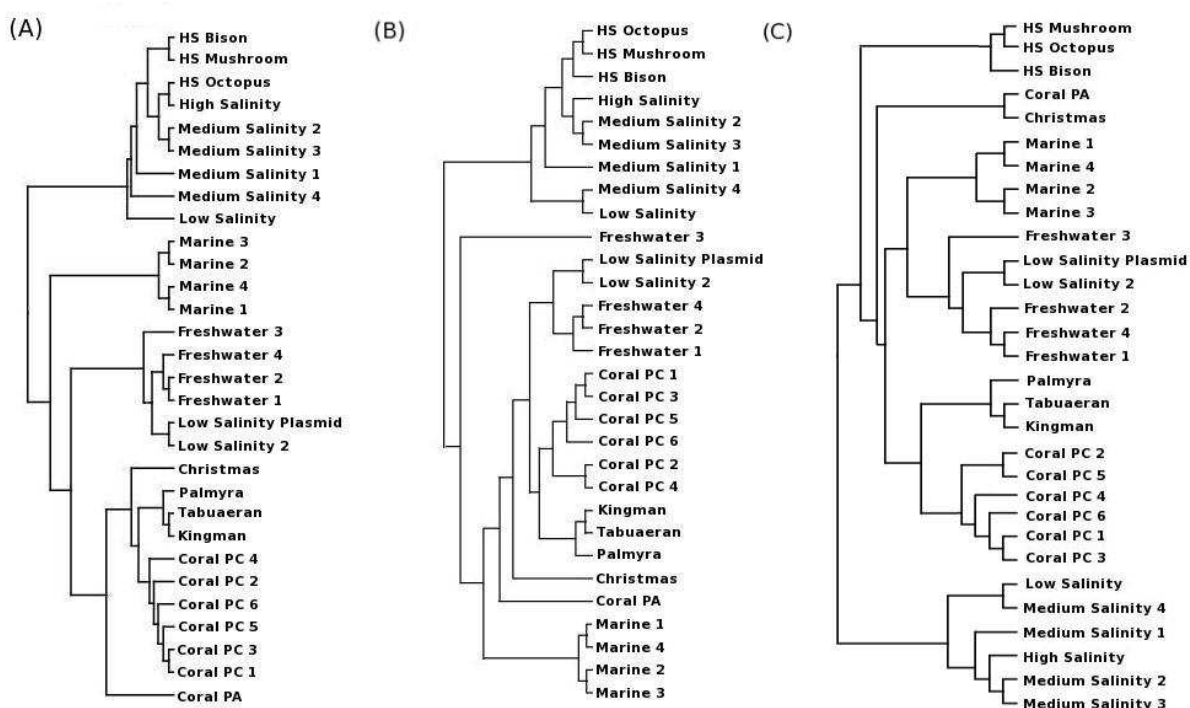 (A)
HS Bison
HS Mushroom
HS Octopus
High Salinity
Medium Salinity 2
Medium Salinity 3
Medium Salinity 1
Medium Salinity 4
Low Salinity
Marine 3
Marine 2
Marine 4
Marine 1
Freshwater 3
Freshwater 4
Freshwater 2
Freshwater 1
Low Salinity Plasmid
Low Salinity 2
Christmas
Palmyra
Tabuaeran
Kingman
Coral PC 4
Coral PC 2
Coral PC 6
Coral PC 5
Coral PC 3
Coral PC 1
Coral PA
(B)
HS Octopus
HS Mushroom
HS Bison
High Salinity
Medium Salinity 2
Medium Salinity 3
Medium Salinity 1
Medium Salinity 4
Low Salinity
Freshwater 3
Low Salinity Plasmid
Low Salinity 2
Freshwater 4
Freshwater 2
Freshwater 1
Coral PC 1
Coral PC 3
Coral PC 5
Coral PC 6
Coral PC 2
Coral PC 4
Kingman
Tabuaeran
Palmyra
Christmas
Coral PA
Marine 1
Marine 4
Marine 2
Marine 3
(C)
HS Mushroom
HS Octopus
HS Bison
Coral PA
Christmas
Marine 1
Marine 4
Marine 2
Marine 3
Freshwater 3
Low Salinity Plasmid
Low Salinity 2
Freshwater 2
Freshwater 4
Freshwater 1
Palmyra
Tabuaeran
Kingman
Coral PC 2
Coral PC 5
Coral PC 4
Coral PC 6
Coral PC 1
Coral PC 3
Low Salinity
Medium Salinity 4
Medium Salinity 1
High Salinity
Medium Salinity 2
Medium Salinity 3